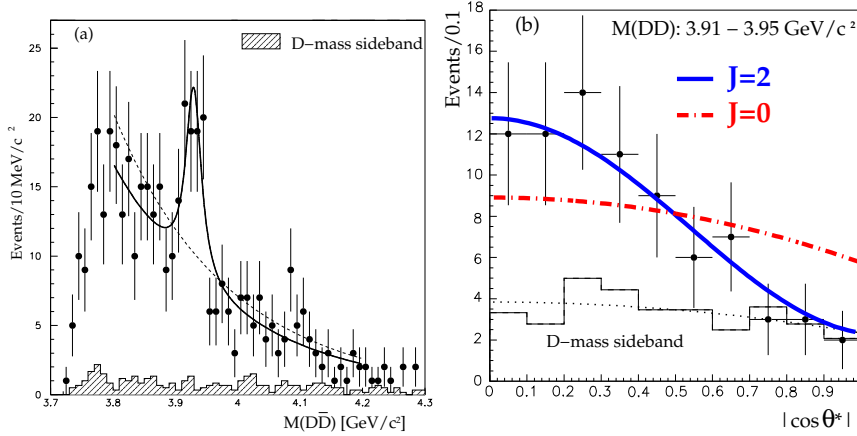 (a)
D-mass sideband
Events/10 MeV/c²
25
20
15
10
5
0
3.7
3.8
3.9
4
4.1
4.2
4.3
M(DD̅) [GeV/c²]
(b)
M(DD): 3.91 – 3.95 GeV/c²
J=2
J=0
Events/0.1
18
16
14
12
10
8
6
4
2
0
D-mass sideband
0 0.1 0.2 0.3 0.4 0.5 0.6 0.7 0.8 0.9
|cosθ*|